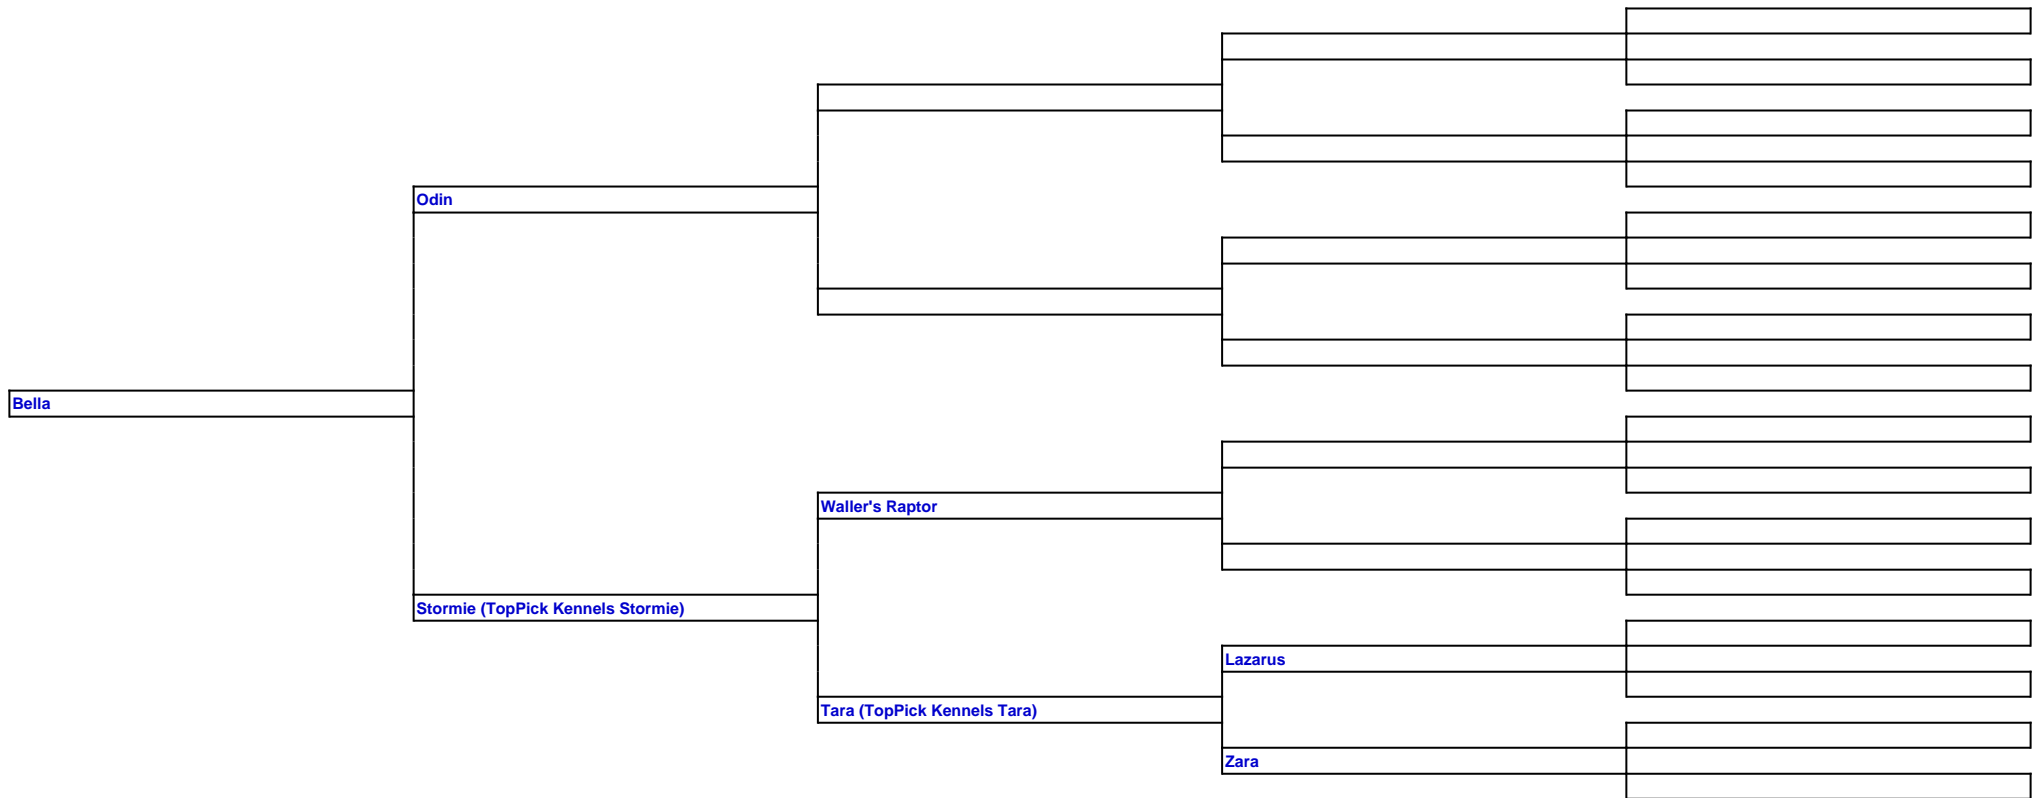 Odin
Bella
Waller's Raptor
Stormie (TopPick Kennels Stormie)
Lazarus
Tara (TopPick Kennels Tara)
Zara